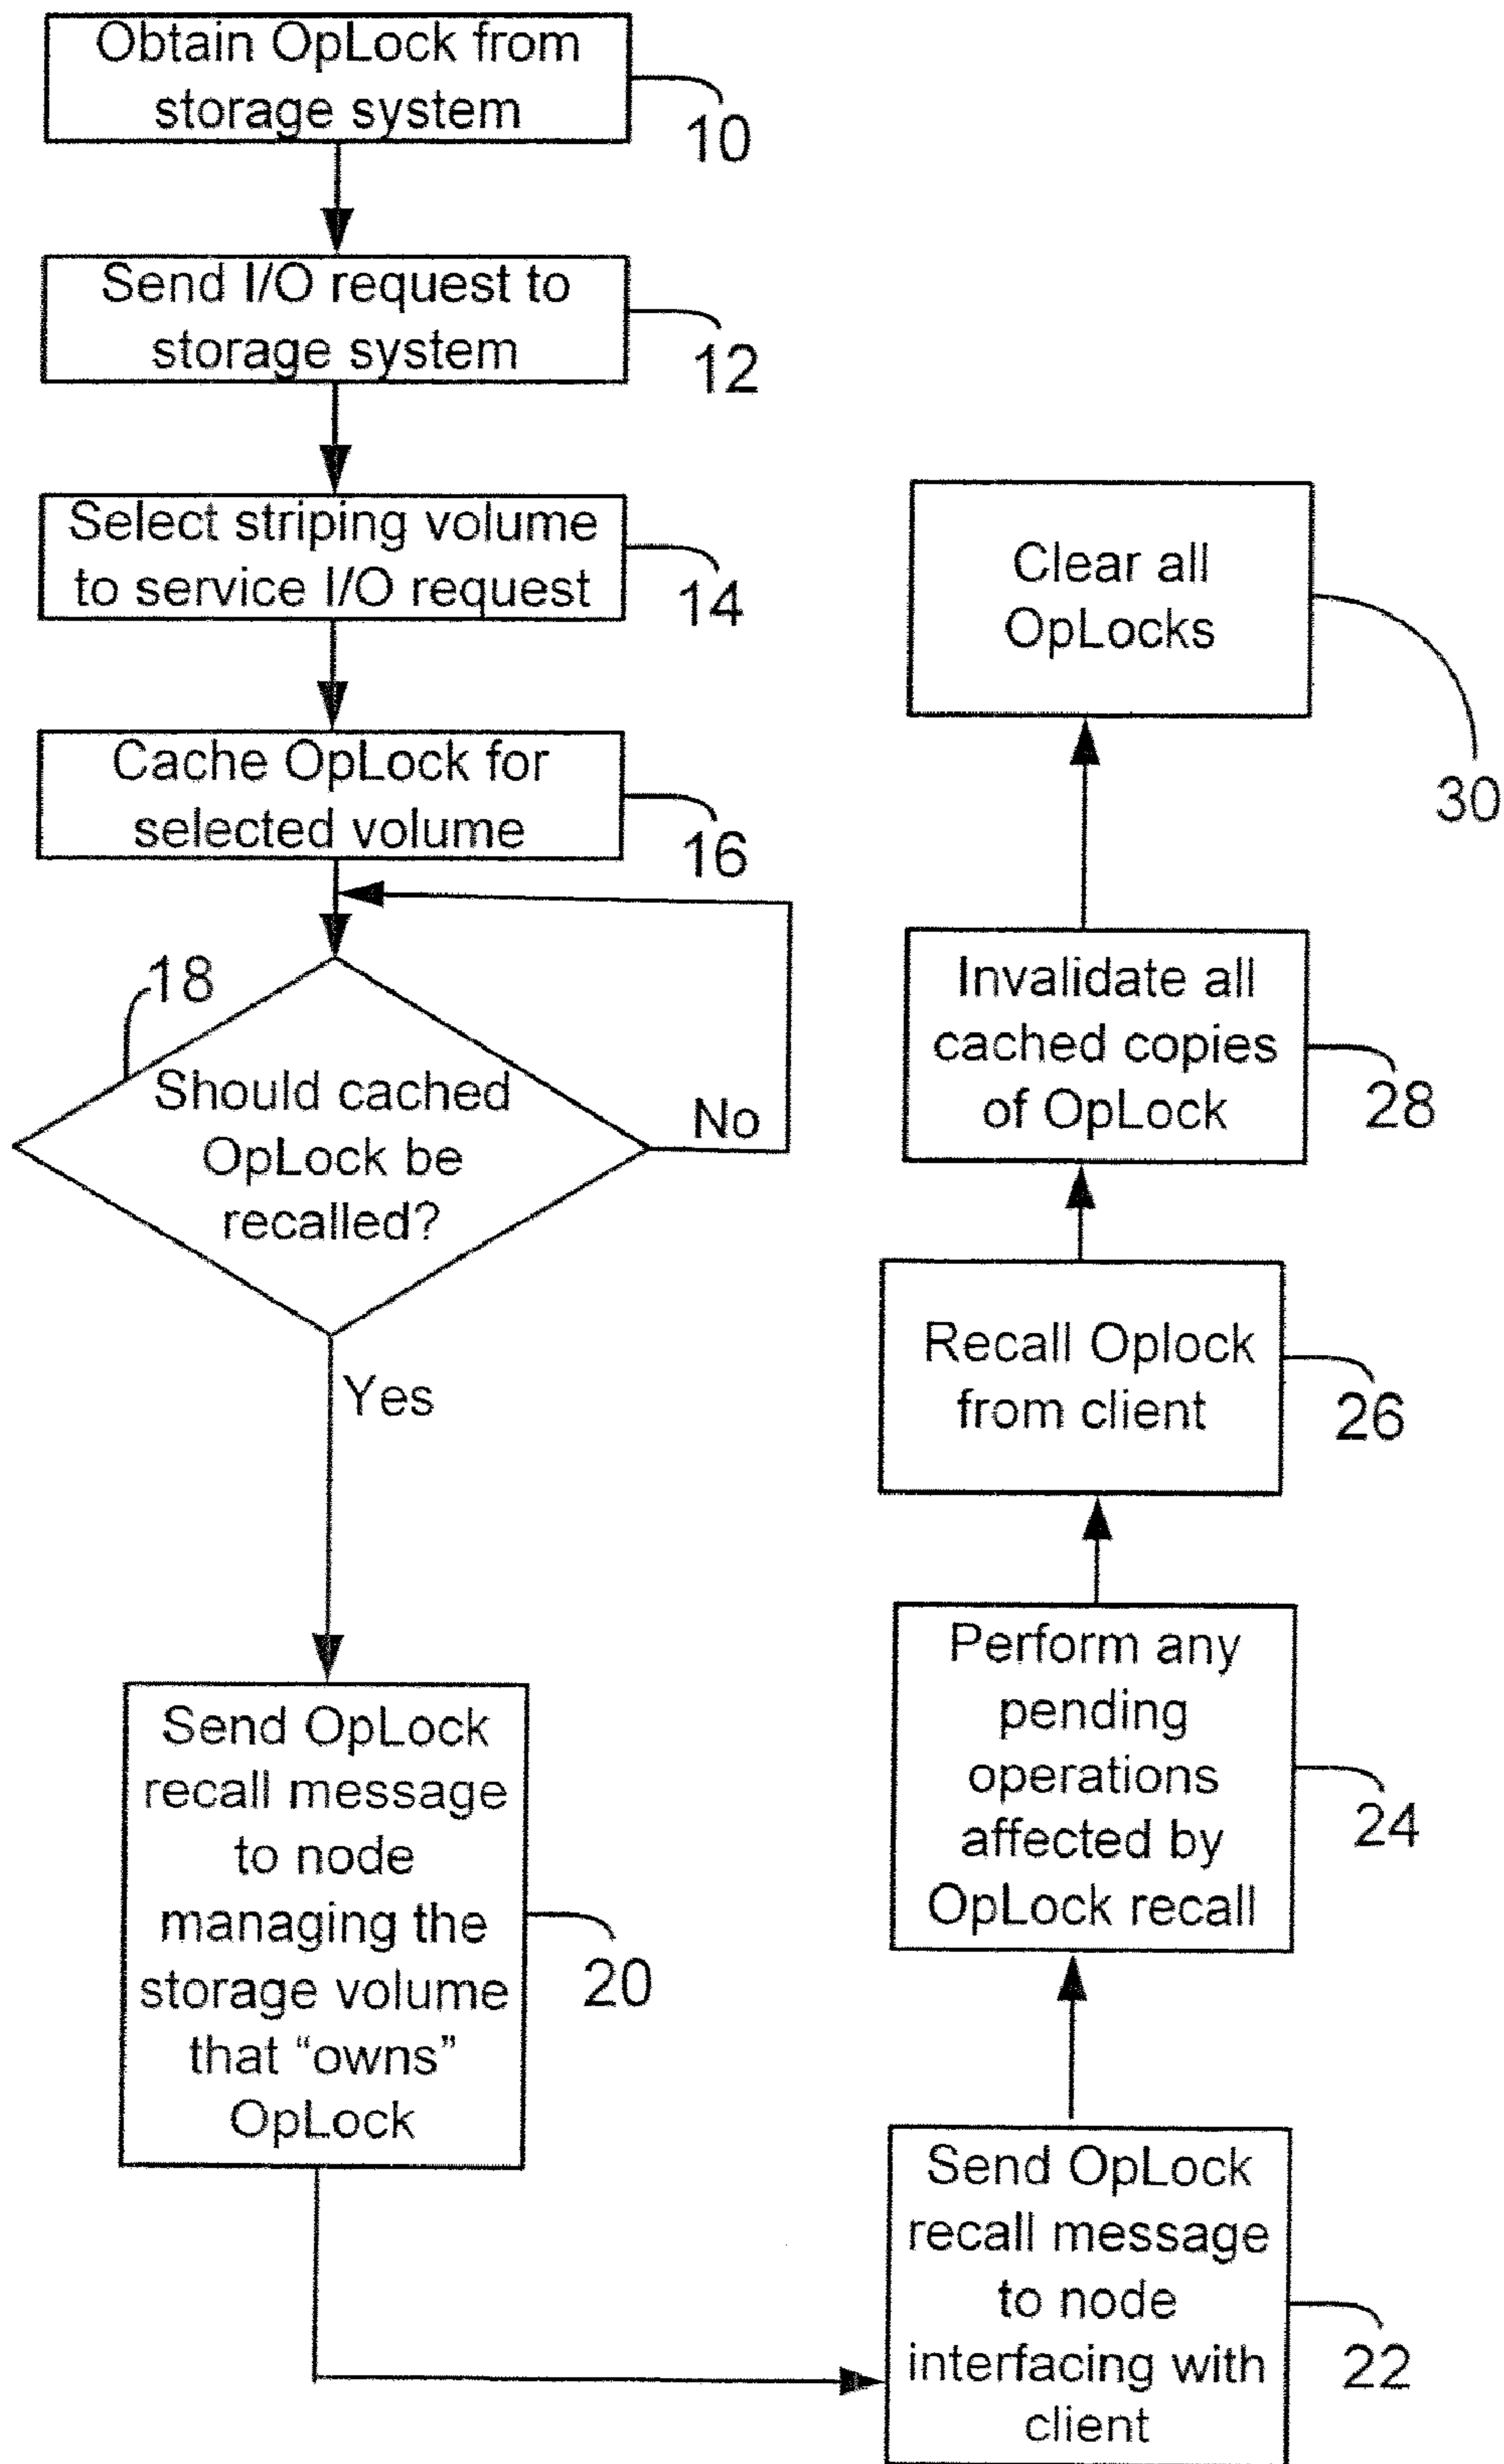 Obtain OpLock from
storage system
10
Send I/O request to
storage system
12
Select striping volume
to service I/O request
14
Cache OpLock for
selected volume
16
18
Should cached
OpLock be
recalled?
No
Yes
Send OpLock
recall message
to node
managing the
storage volume
that “owns”
OpLock
20
Send OpLock
recall message
to node
interfacing with
client
22
Perform any
pending
operations
affected by
OpLock recall
24
Recall Oplock
from client
26
Invalidate all
cached copies
of OpLock
28
Clear all
OpLocks
30